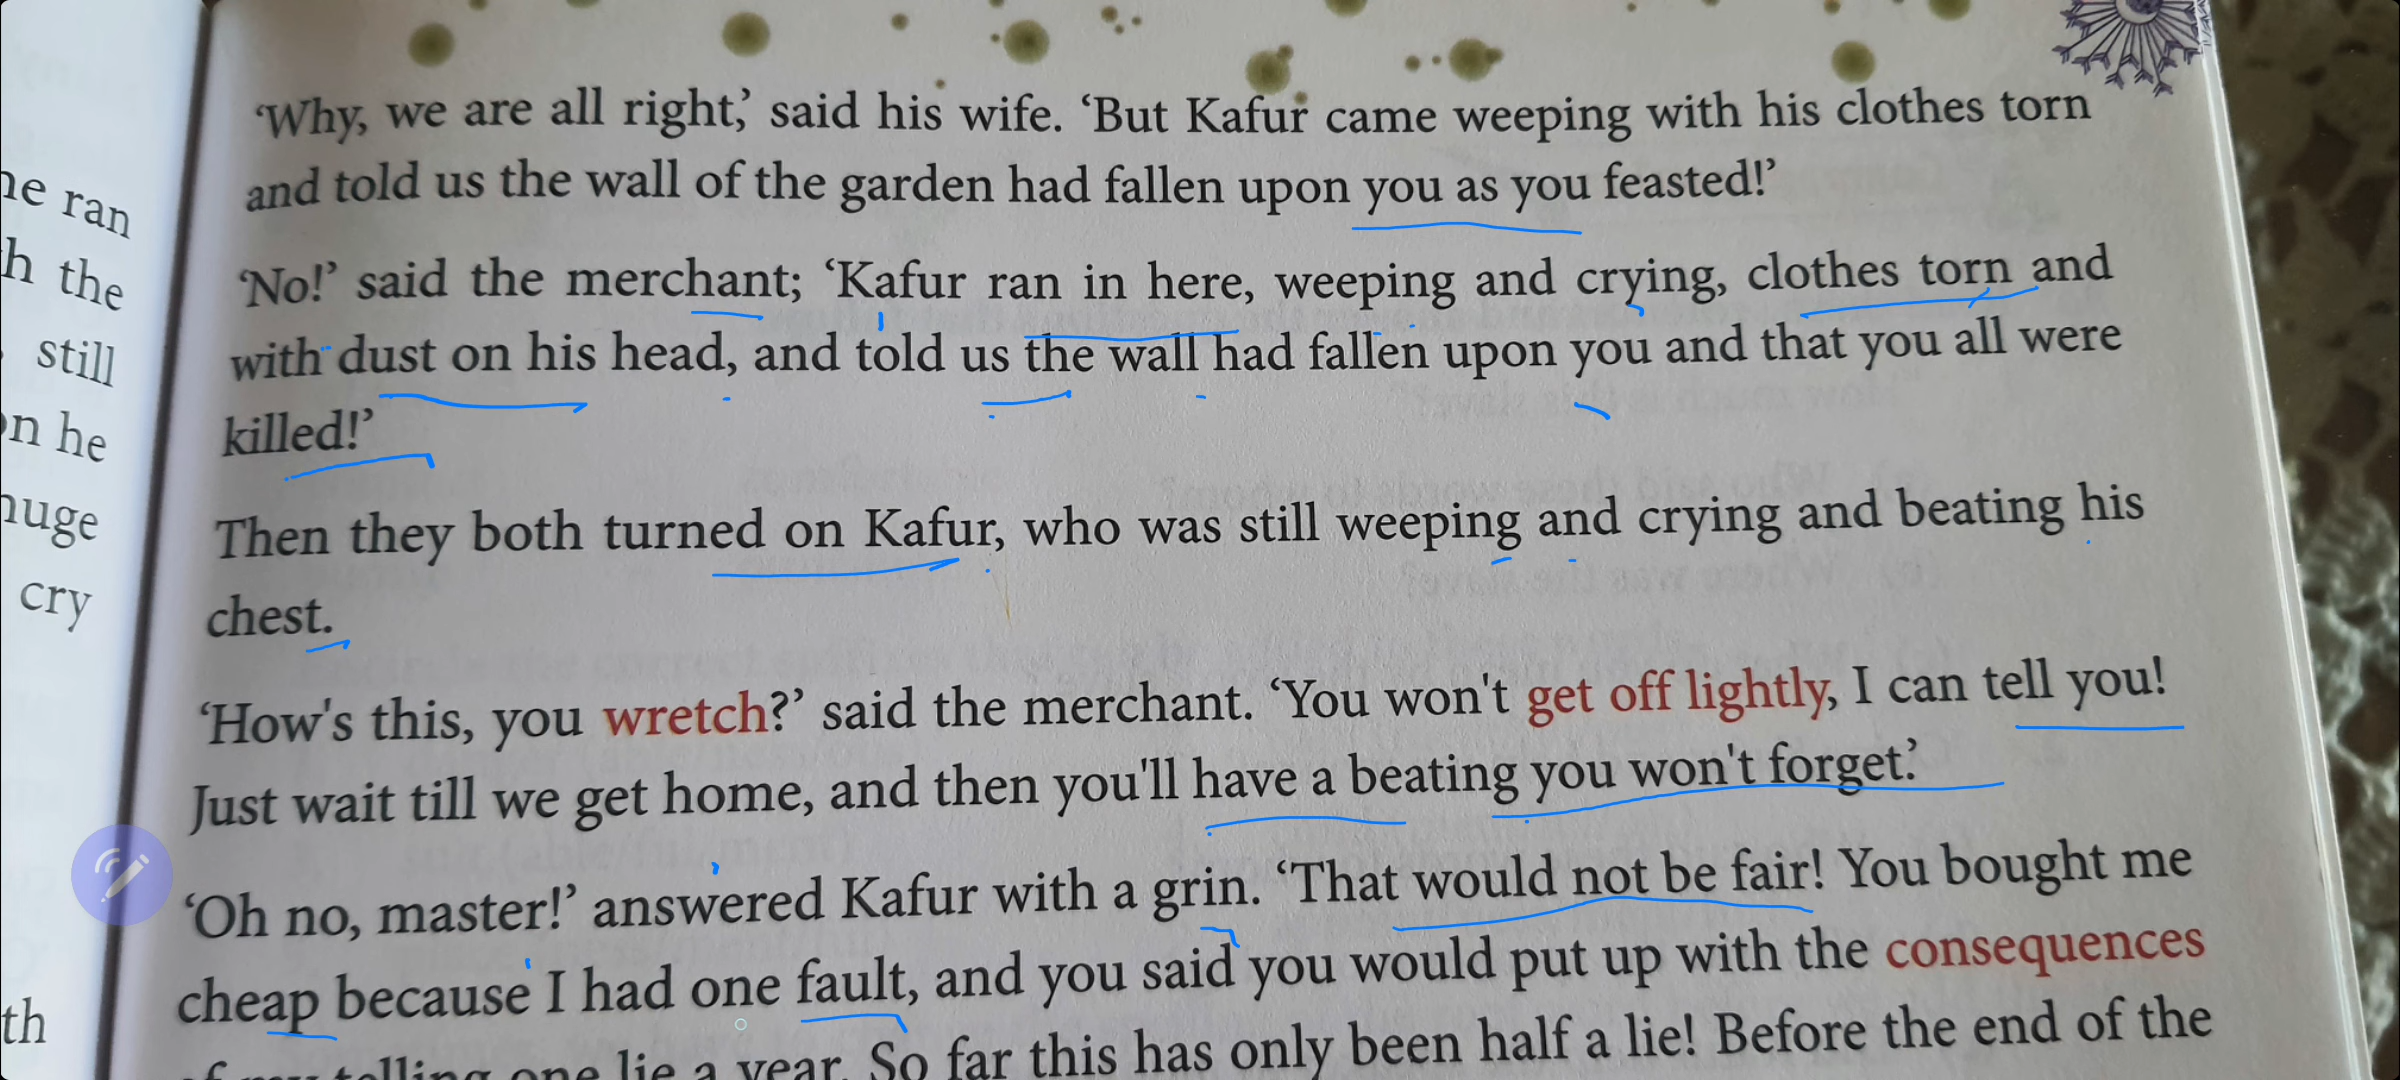 ‘Why, we are all right,’ said his wife. ‘But Kafur came weeping with his clothes torn
and told us the wall of the garden had fallen upon you as you feasted!’
‘No!’ said the merchant; ‘Kafur ran in here, weeping and crying, clothes torn and
with dust on his head, and told us the wall had fallen upon you and that you all were
killed!’
Then they both turned on Kafur, who was still weeping and crying and beating his
chest.
‘How's this, you wretch?’ said the merchant. ‘You won't get off lightly, I can tell you!
Just wait till we get home, and then you'll have a beating you won't forget.’
‘Oh no, master!’ answered Kafur with a grin. ‘That would not be fair! You bought me
cheap because I had one fault, and you said you would put up with the consequences
of my telling one lie a year. So far this has only been half a lie! Before the end of the
ran
the
still
he
cry